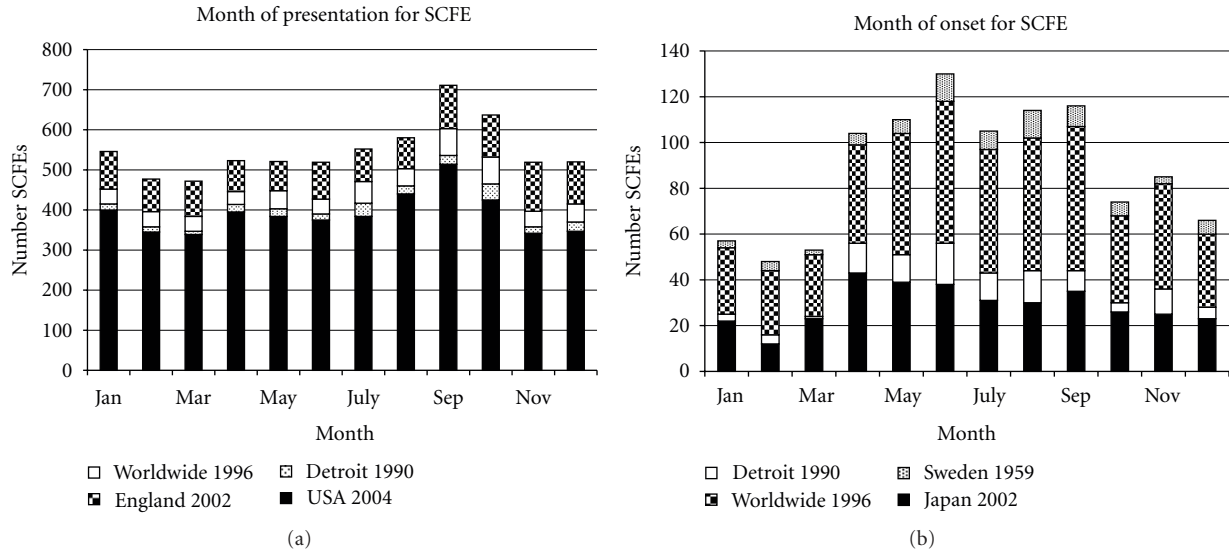 Month of presentation for SCFE
800
700
600
500
400
300
200
100
0
Number SCFEs
Jan Mar May July Sep Nov
Month
Worldwide 1996 Detroit 1990
England 2002 USA 2004
(a)
Month of onset for SCFE
140
120
100
80
60
40
20
0
Number SCFEs
Jan Mar May July Sep Nov
Month
Detroit 1990 Sweden 1959
Worldwide 1996 Japan 2002
(b)